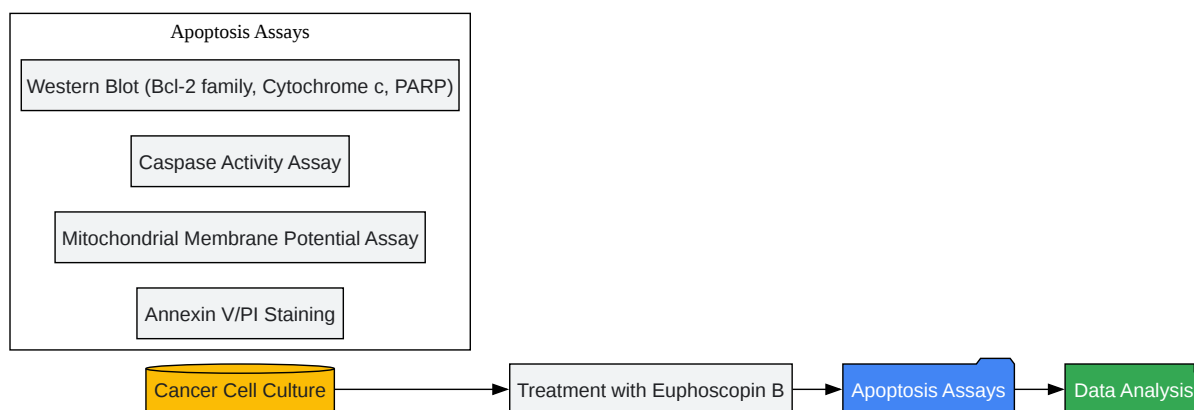 Apoptosis Assays
Western Blot (Bcl-2 family, Cytochrome c, PARP)
Caspase Activity Assay
Mitochondrial Membrane Potential Assay
Annexin V/PI Staining
Cancer Cell Culture
Treatment with Euphoscopin B
Apoptosis Assays
Data Analysis